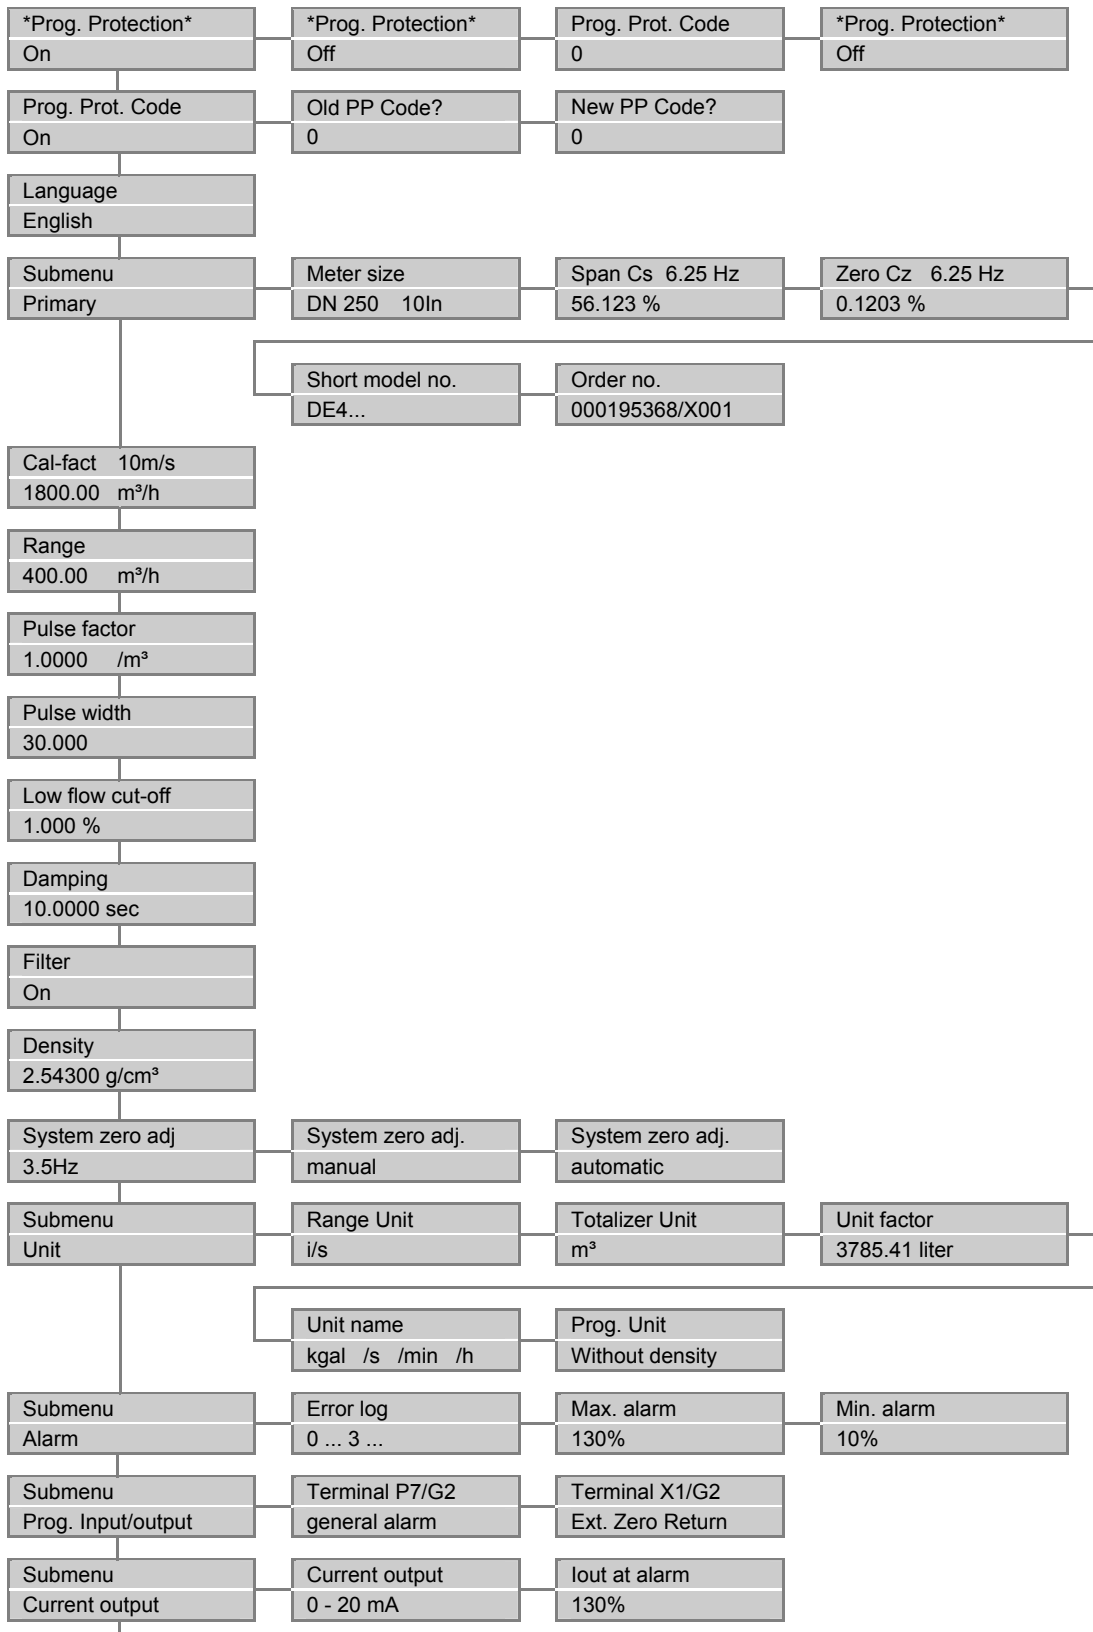 *Prog. Protection*
On
*Prog. Protection*
Off
Prog. Prot. Code
0
*Prog. Protection*
Off
Prog. Prot. Code
On
Old PP Code?
0
New PP Code?
0
Language
English
Submenu
Primary
Meter size
DN 250 10In
Span Cs 6.25 Hz
56.123 %
Zero Cz 6.25 Hz
0.1203 %
Short model no.
DE4...
Order no.
000195368/X001
Cal-fact 10m/s
1800.00 m³/h
Range
400.00 m³/h
Pulse factor
1.0000 /m³
Pulse width
30.000
Low flow cut-off
1.000 %
Damping
10.0000 sec
Filter
On
Density
2.54300 g/cm³
System zero adj
3.5Hz
System zero adj.
manual
System zero adj.
automatic
Submenu
Unit
Range Unit
i/s
Totalizer Unit
m³
Unit factor
3785.41 liter
Unit name
kgal /s /min /h
Prog. Unit
Without density
Submenu
Alarm
Error log
0 ... 3 ...
Max. alarm
130%
Min. alarm
10%
Submenu
Prog. Input/output
Terminal P7/G2
general alarm
Terminal X1/G2
Ext. Zero Return
Submenu
Current output
Current output
0 - 20 mA
Iout at alarm
130%